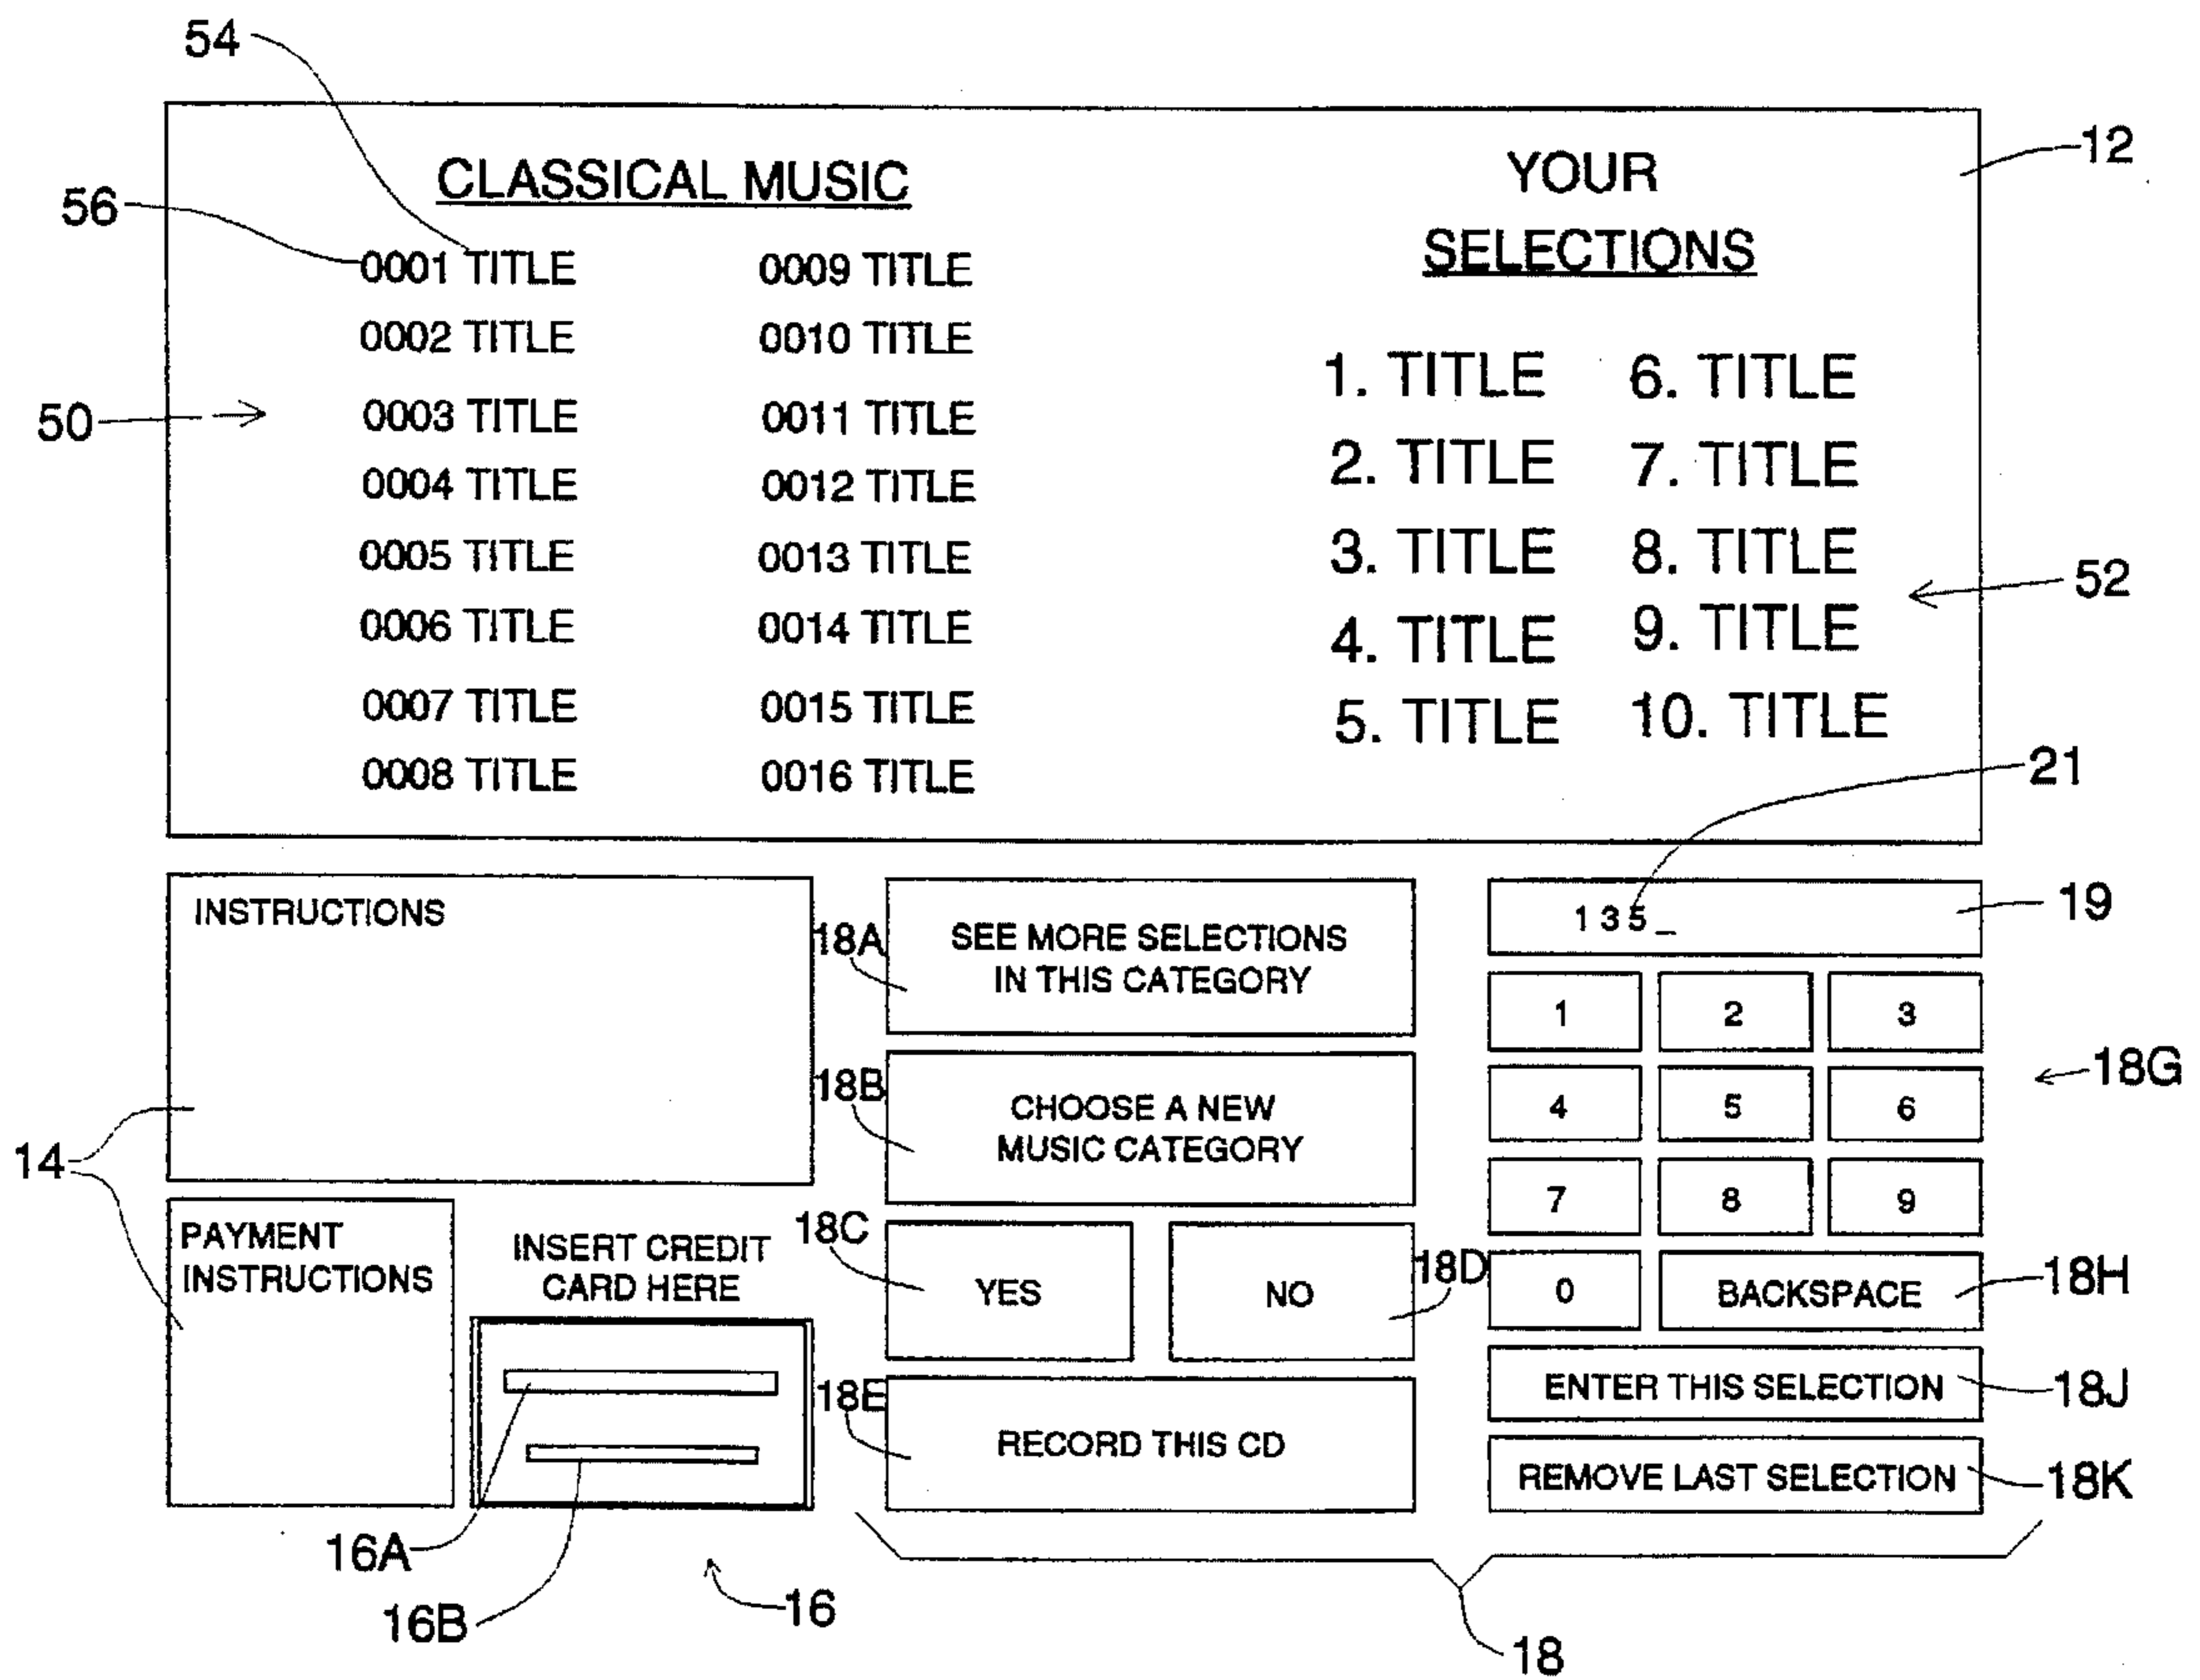 54
12
CLASSICAL MUSIC
56
0001 TITLE
0002 TITLE
0003 TITLE
0004 TITLE
0005 TITLE
0006 TITLE
0007 TITLE
0008 TITLE
0009 TITLE
0010 TITLE
0011 TITLE
0012 TITLE
0013 TITLE
0014 TITLE
0015 TITLE
0016 TITLE
50
YOUR
SELECTIONS
1. TITLE
2. TITLE
3. TITLE
4. TITLE
5. TITLE
6. TITLE
7. TITLE
8. TITLE
9. TITLE
10. TITLE
52
21
INSTRUCTIONS
14
PAYMENT
INSTRUCTIONS
INSERT CREDIT
CARD HERE
16A
16B
16
18A
SEE MORE SELECTIONS
IN THIS CATEGORY
18B
CHOOSE A NEW
MUSIC CATEGORY
18C
YES
NO
18D
18E
RECORD THIS CD
135_
19
1 2 3
4 5 6
7 8 9
18G
0 BACKSPACE
18H
ENTER THIS SELECTION
18J
REMOVE LAST SELECTION
18K
18